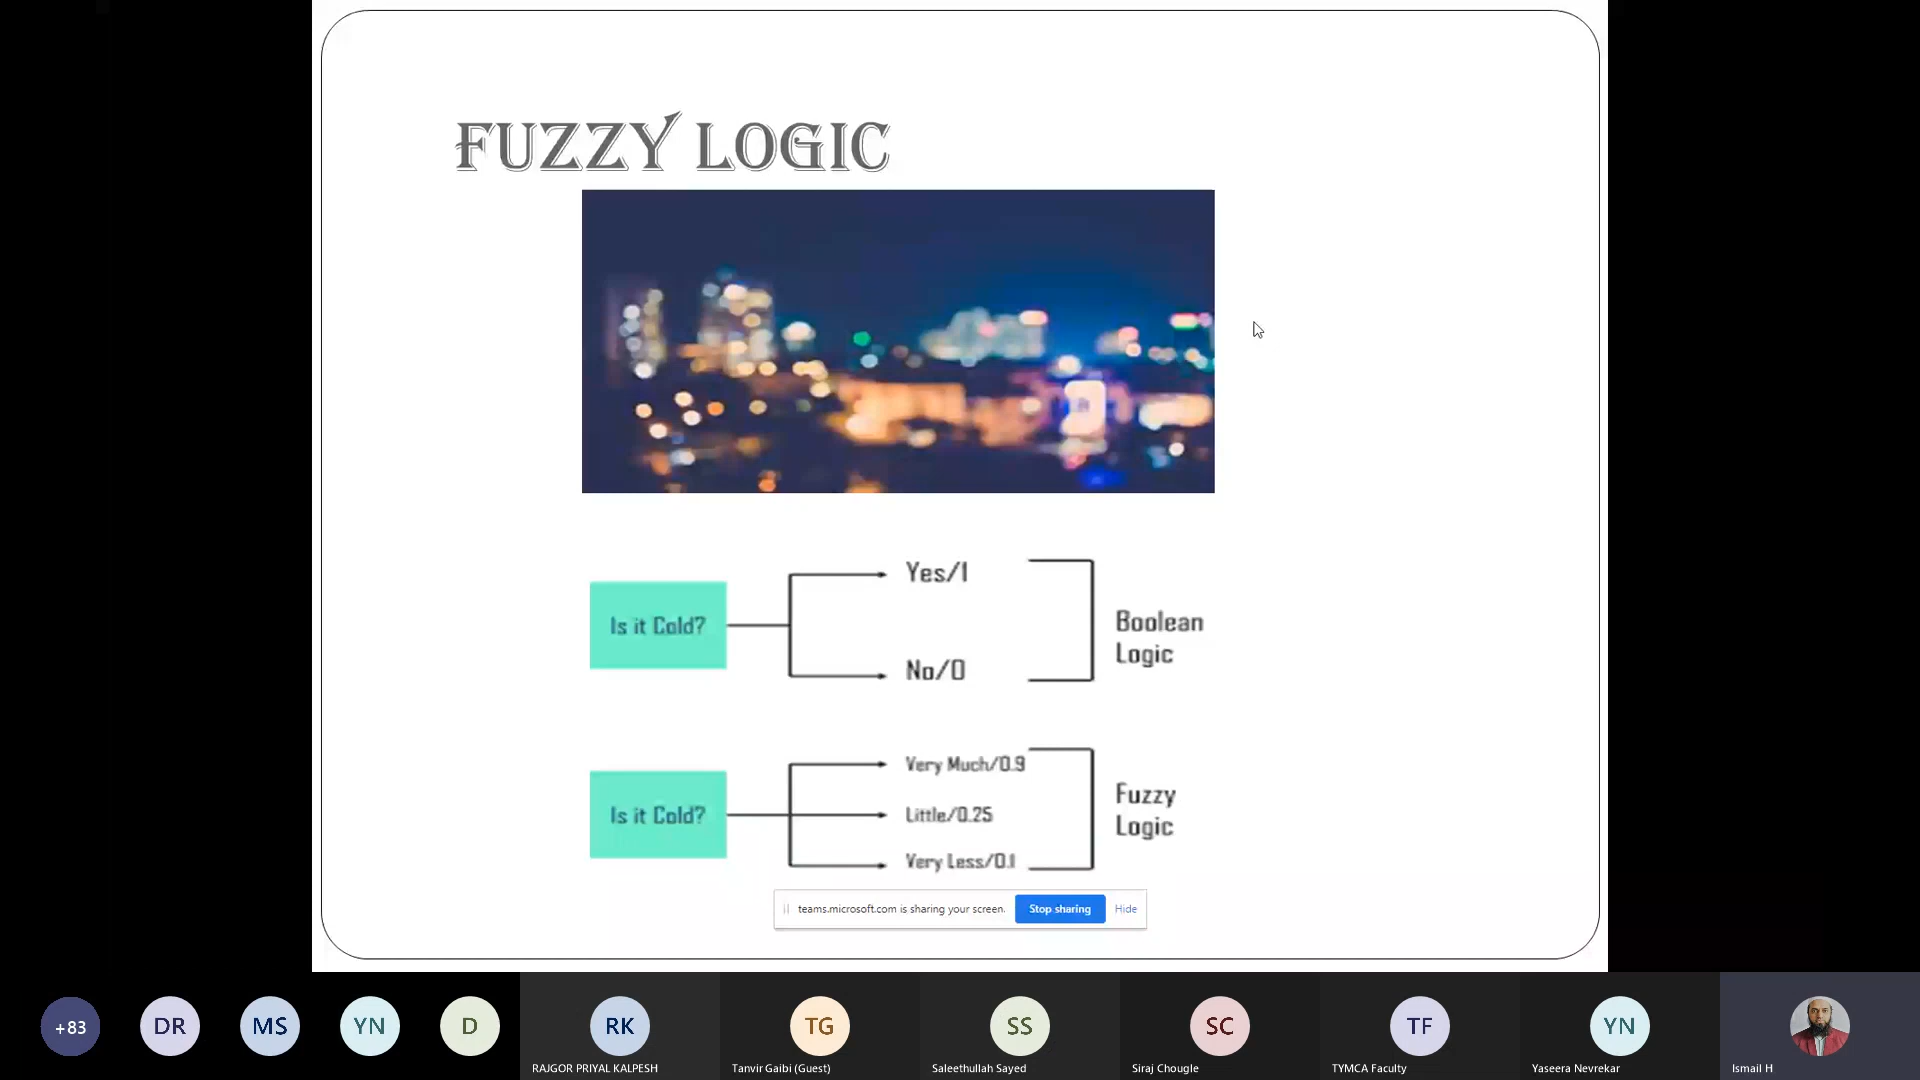 FUZZY LOGIC
Is it Cold?
Yes/1
No/0
Boolean
Logic
Is it Cold?
Very Much/0.9
Little/0.25
Very Less/0.1
Fuzzy
Logic
teams.microsoft.com is sharing your screen.
Stop sharing
Hide
+83
DR
MS
YN
D
RK
RAJGOR PRIYAL KALPESH
TG
Tanvir Gaibi (Guest)
SS
Saleethullah Sayed
SC
Siraj Chougle
TF
TYMCA Faculty
YN
Yaseera Nevrekar
Ismail H